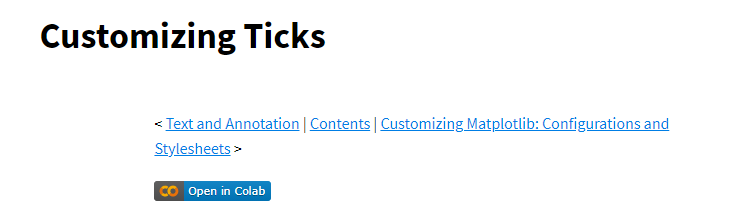 Customizing Ticks
< Text and Annotation | Contents | Customizing Matplotlib: Configurations and
Stylesheets >
Open in Colab